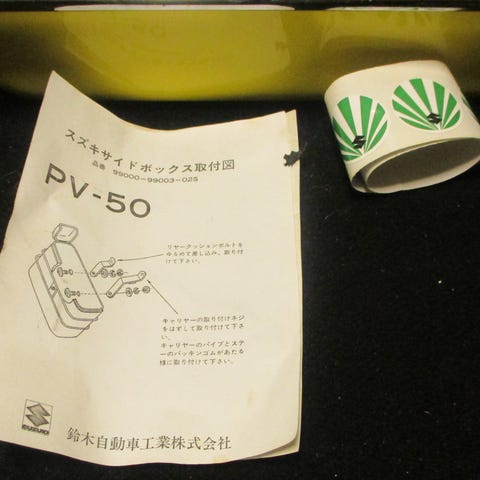 スズキサイドボックス取付図
品番 99000-99003-025
PV-50
リヤークッションボルトを
ゆるめて差し込み、取り付
けて下さい。
キャリヤーの取り付けネジ
をはずして取り付けて下さ
い。
キャリヤーのパイプとステ
ーのパッキンゴムがあたる
様に取り付けて下さい。
SUZUKI
鈴木自動車工業株式会社